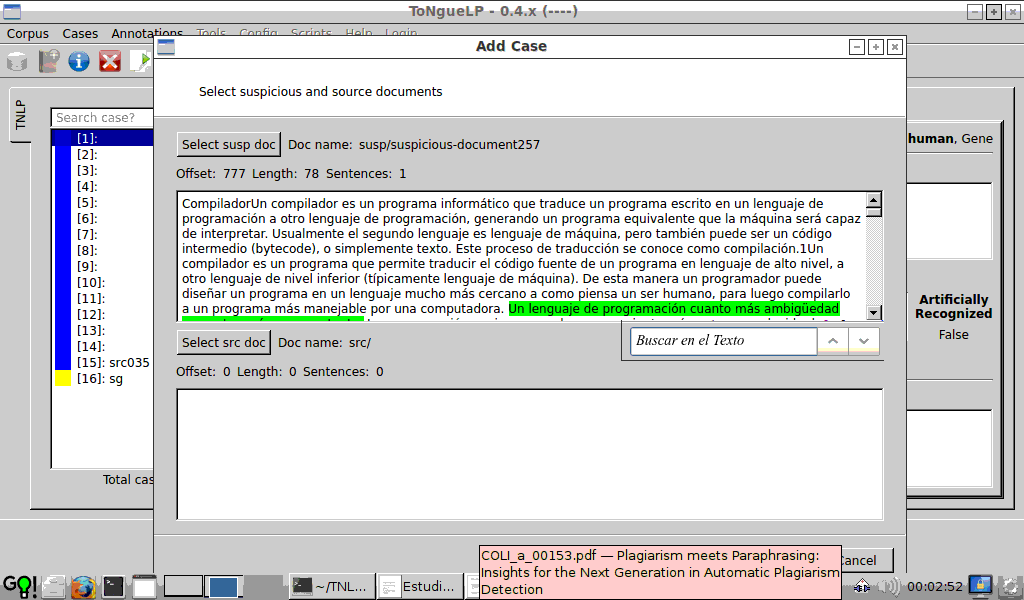 ToNgueLP - 0.4.x (----)
Corpus Cases Annotations Tools Config Scripts Help Login
Add Case
Select suspicious and source documents
TNLP
Search case?
[1]:
[2]:
[3]:
[4]:
[5]:
[6]:
[7]:
[8]:
[9]:
[10]:
[11]:
[12]:
[13]:
[14]:
[15]: src035
[16]: sg
Total cas
Select susp doc Doc name: susp/suspicious-document257
Offset: 777 Length: 78 Sentences: 1
CompiladorUn compilador es un programa informático que traduce un programa escrito en un lenguaje de
programación a otro lenguaje de programación, generando un programa equivalente que la máquina será capaz
de interpretar. Usualmente el segundo lenguaje es lenguaje de máquina, pero también puede ser un código
intermedio (bytecode), o simplemente texto. Este proceso de traducción se conoce como compilación.1Un
compilador es un programa que permite traducir el código fuente de un programa en lenguaje de alto nivel, a
otro lenguaje de nivel inferior (típicamente lenguaje de máquina). De esta manera un programador puede
diseñar un programa en un lenguaje mucho más cercano a como piensa un ser humano, para luego compilarlo
a un programa más manejable por una computadora. Un lenguaje de programación cuanto más ambigüedad
Select src doc Doc name: src/
Buscar en el Texto
Offset: 0 Length: 0 Sentences: 0
human, Gene
Artificially
Recognized
False
Cancel
COLI_a_00153.pdf — Plagiarism meets Paraphrasing:
Insights for the Next Generation in Automatic Plagiarism
Detection
GO!
~/TNL...
Estudi...
00:02:52